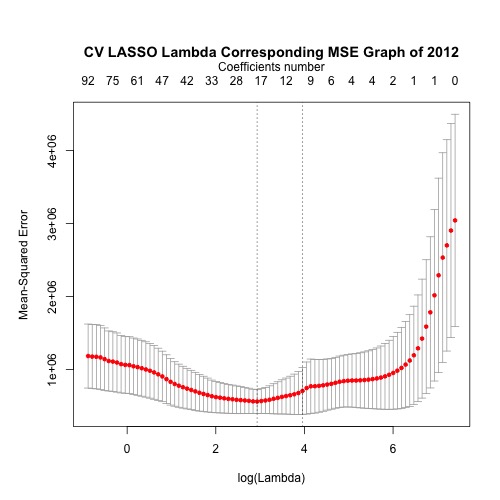 CV LASSO Lambda Corresponding MSE Graph of 2012
Coefficients number
92 75 61 47 42 33 28 17 12 9 6 4 4 2 1 1 0
4e+06
3e+06
2e+06
1e+06
Mean-Squared Error
0 2 4 6
log(Lambda)